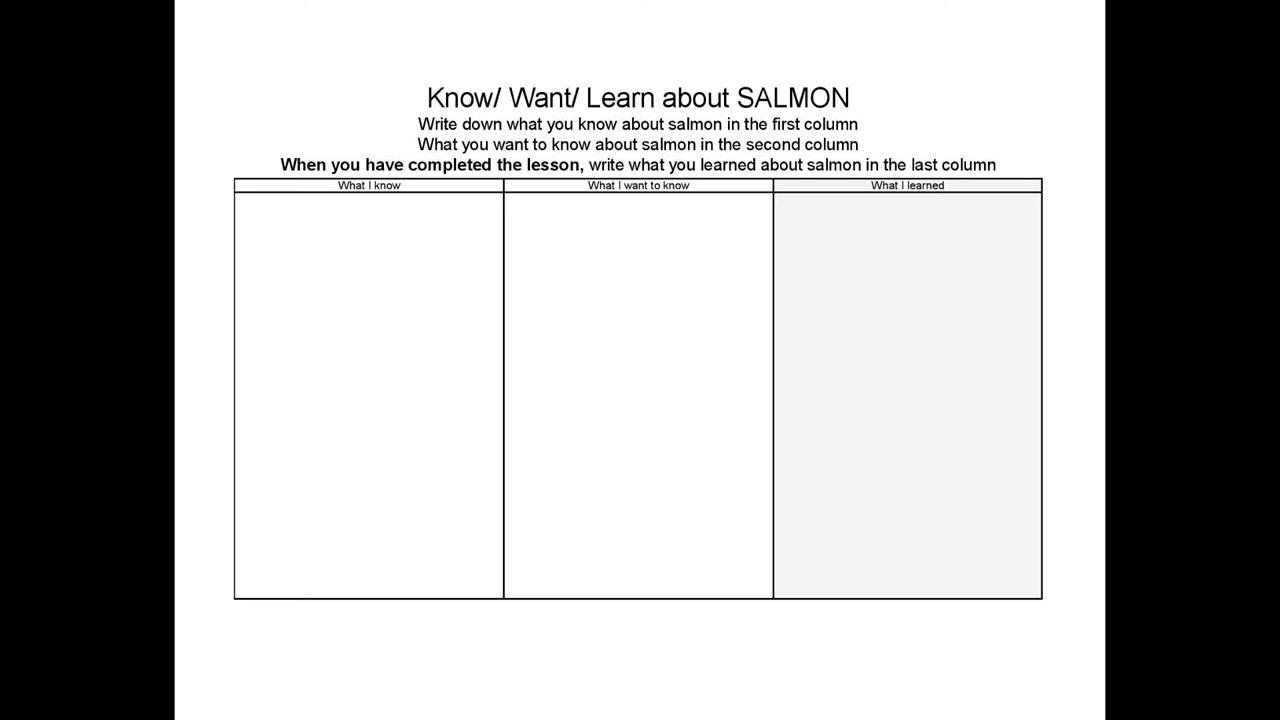 Know/ Want/ Learn about SALMON
Write down what you know about salmon in the first column
What you want to know about salmon in the second column
When you have completed the lesson, write what you learned about salmon in the last column
What I know
What I want to know
What I learned